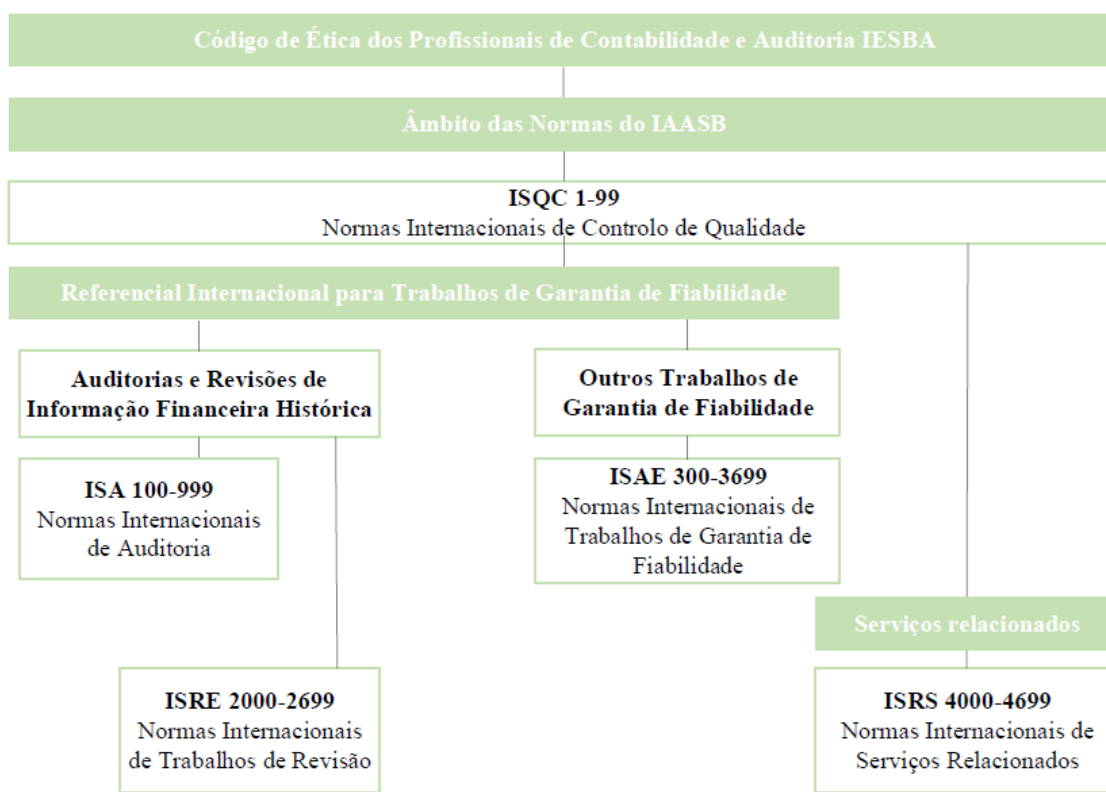 Código de Ética dos Profissionais de Contabilidade e Auditoria IESBA
Âmbito das Normas do IAASB
ISQC 1-99
Normas Internacionais de Controlo de Qualidade
Referencial Internacional para Trabalhos de Garantia de Fiabilidade
Auditorias e Revisões de
Informação Financeira Histórica
Outros Trabalhos de
Garantia de Fiabilidade
ISA 100-999
Normas Internacionais
de Auditoria
ISAE 300-3699
Normas Internacionais de
Trabalhos de Garantia de
Fiabilidade
Serviços relacionados
ISRE 2000-2699
Normas Internacionais
de Trabalhos de Revisão
ISRS 4000-4699
Normas Internacionais de
Serviços Relacionados